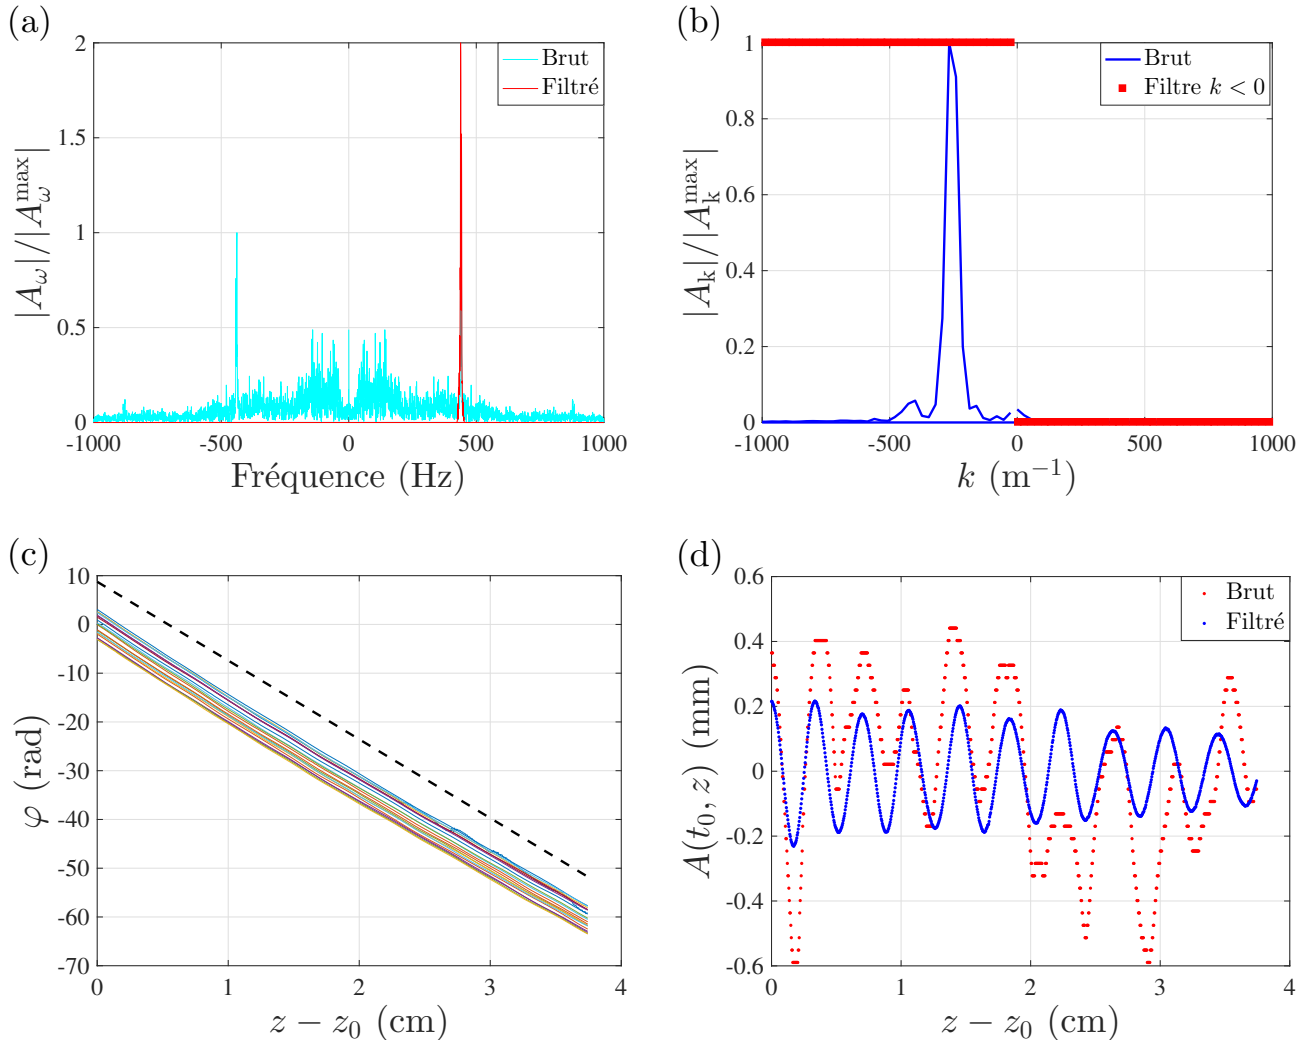 (a)
2
1.5
1
0.5
0
-1000 -500 0 500 1000
|A_ω|/|A_ω^max|
Fréquence (Hz)
Brut
Filtré
(b)
1
0.8
0.6
0.4
0.2
0
-1000 -500 0 500 1000
|A_k|/|A_k^max|
k (m⁻¹)
Brut
Filtre k < 0
(c)
10
0
-10
-20
-30
-40
-50
-60
-70
0 1 2 3 4
φ (rad)
z − z₀ (cm)
(d)
0.6
0.4
0.2
0
-0.2
-0.4
-0.6
0 1 2 3 4
A(t₀, z) (mm)
z − z₀ (cm)
Brut
Filtré